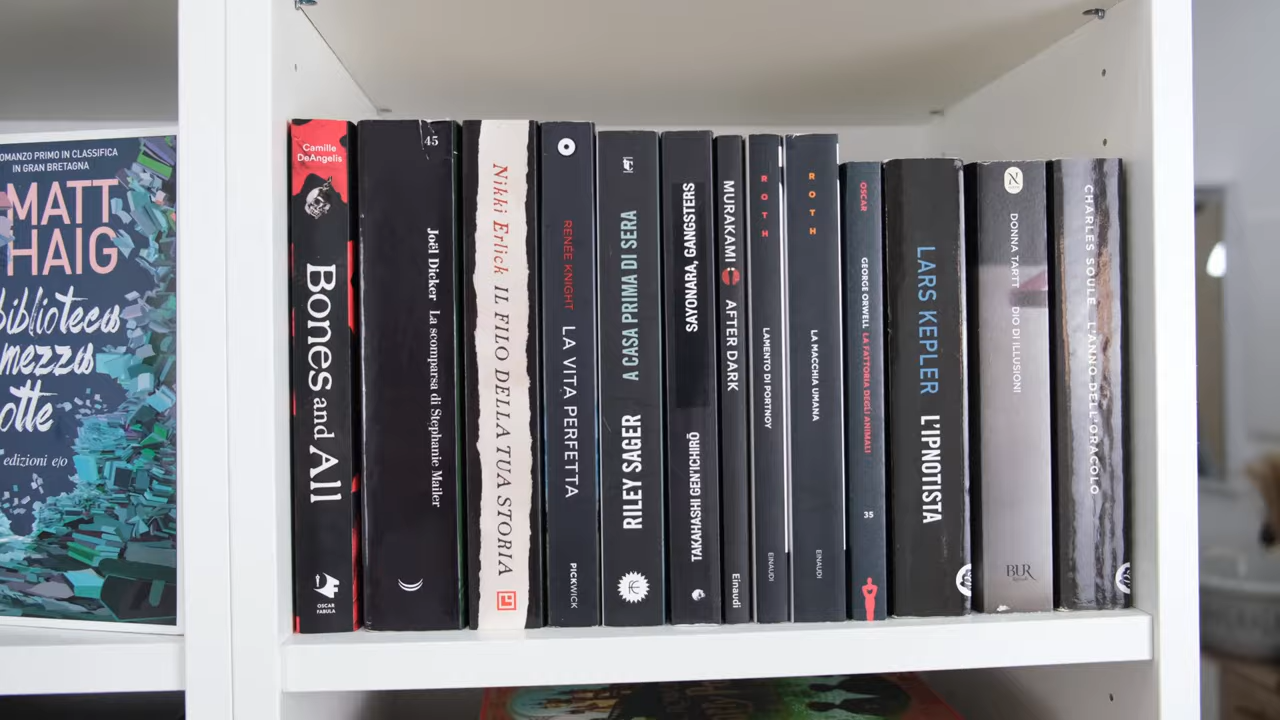 OMANZO PRIMO IN CLASSIFICA
IN GRAN BRETAGNA
MATT
HAIG
biblioteca
mezza
otte
edizioni e/o
Camille
DeAngelis
Bones and All
OSCAR
FABULA
45
Joël Dicker La scomparsa di Stephanie Mailer
Nikki Erlick IL FILO DELLA TUA STORIA
RENÉE KNIGHT LA VITA PERFETTA
PICKWICK
A CASA PRIMA DI SERA
RILEY SAGER
SAYONARA, GANGSTERS
TAKAHASHI GEN'ICHIRŌ
MURAKAMI AFTER DARK
Einaudi
ROTH
LAMENTO DI PORTNOY
EINAUDI
ROTH
LA MACCHIA UMANA
EINAUDI
OSCAR
GEORGE ORWELL LA FATTORIA DEGLI ANIMALI
35
LARS KEPLER L'IPNOTISTA
N
DONNA TARTT DIO DI ILLUSIONI
BUR
CHARLES SOULE L'ANNO DELL'ORACOLO